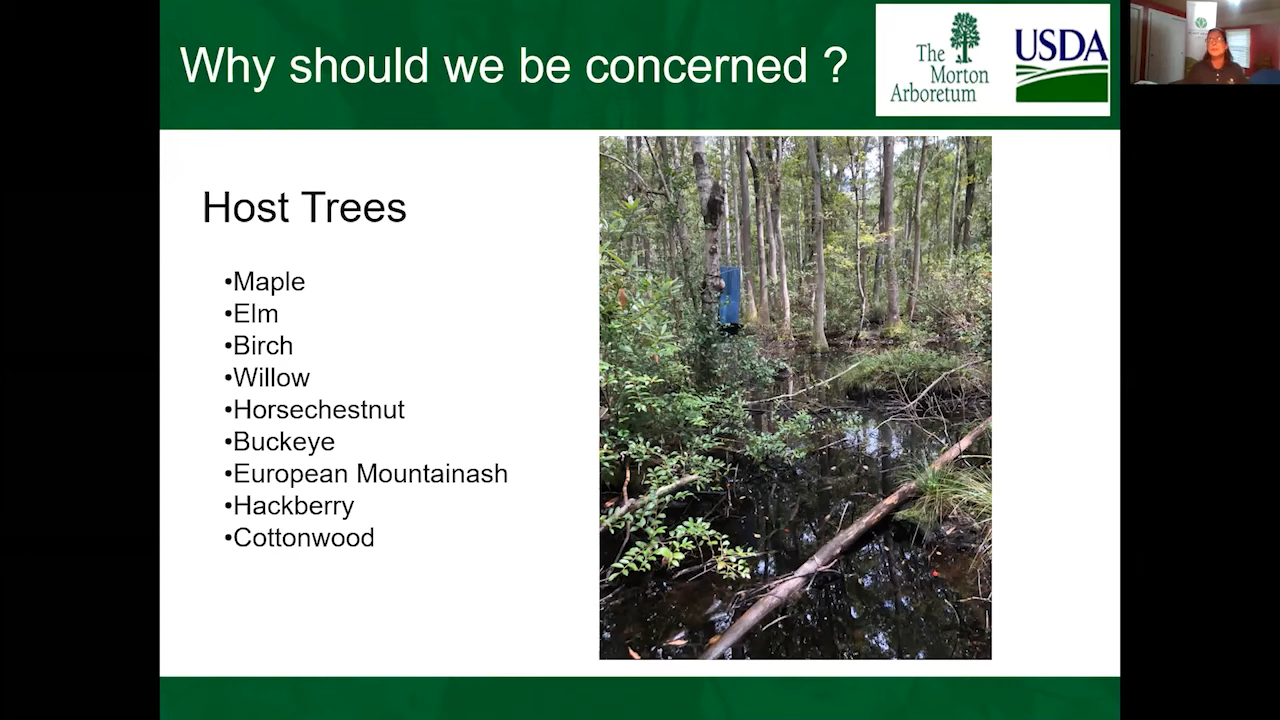 Why should we be concerned ?
The
Morton
Arboretum
USDA
Host Trees
•Maple
•Elm
•Birch
•Willow
•Horsechestnut
•Buckeye
•European Mountainash
•Hackberry
•Cottonwood